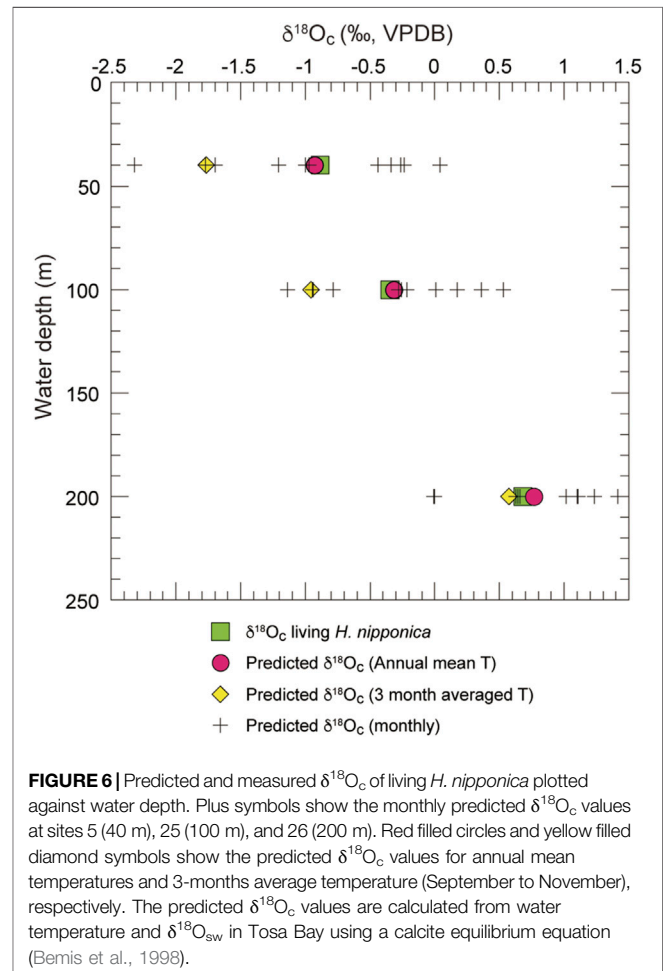 δ¹⁸Oc (‰, VPDB)
-2.5 -2 -1.5 -1 -0.5 0 0.5 1 1.5
0
50
100
150
200
250
Water depth (m)
δ¹⁸Oc living H. nipponica
Predicted δ¹⁸Oc (Annual mean T)
Predicted δ¹⁸Oc (3 month averaged T)
Predicted δ¹⁸Oc (monthly)
FIGURE 6 | Predicted and measured δ¹⁸Oc of living H. nipponica plotted
against water depth. Plus symbols show the monthly predicted δ¹⁸Oc values
at sites 5 (40 m), 25 (100 m), and 26 (200 m). Red filled circles and yellow filled
diamond symbols show the predicted δ¹⁸Oc values for annual mean
temperatures and 3-months average temperature (September to November),
respectively. The predicted δ¹⁸Oc values are calculated from water
temperature and δ¹⁸Osw in Tosa Bay using a calcite equilibrium equation
(Bemis et al., 1998).